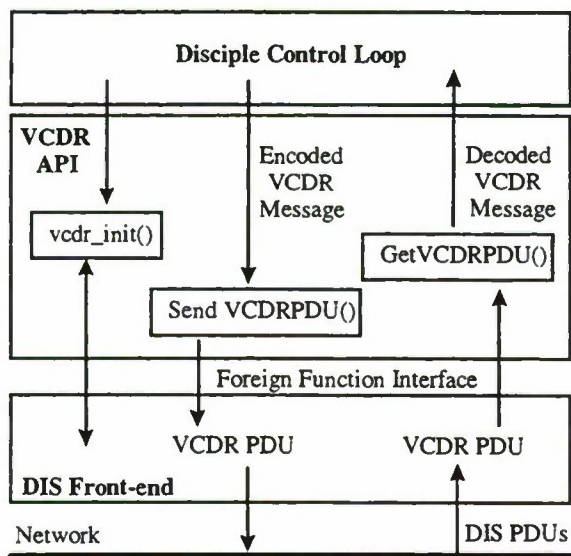 Disciple Control Loop
VCDR
API
Encoded
VCDR
Message
Decoded
VCDR
Message
vcdr_init()
GetVCDRPDU()
Send VCDRPDU()
Foreign Function Interface
VCDR PDU
VCDR PDU
DIS Front-end
Network
DIS PDUs